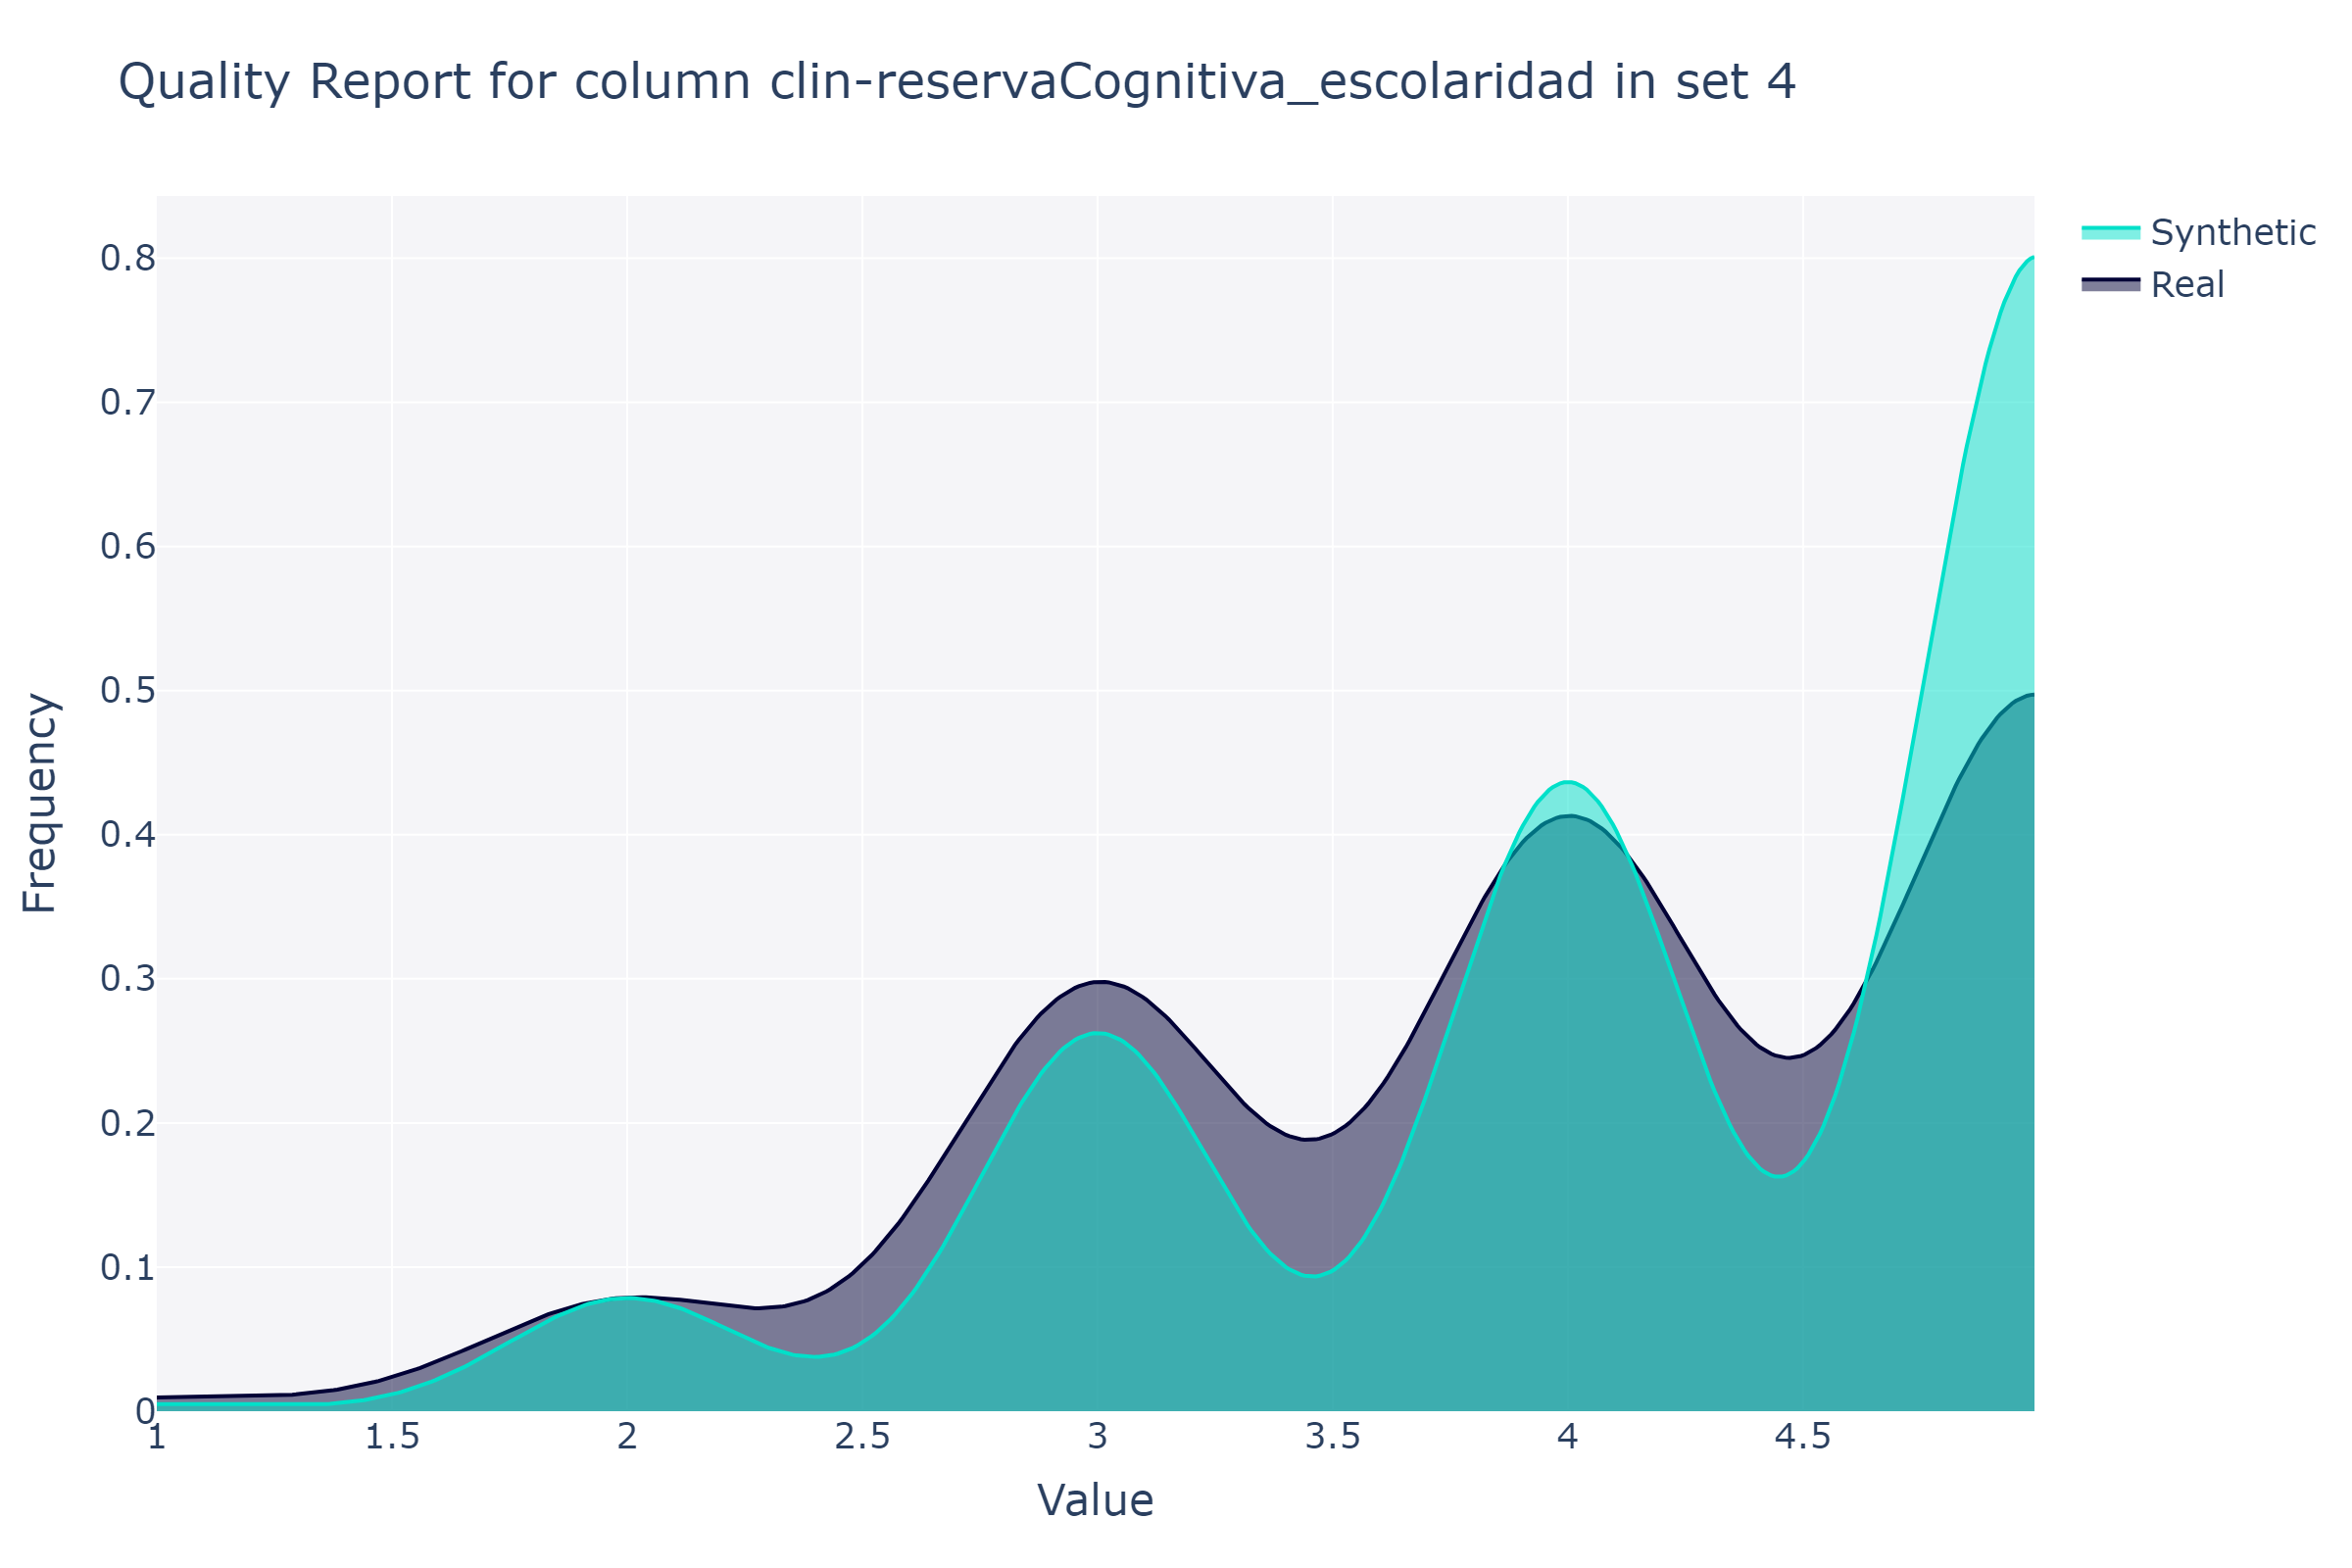 Quality Report for column clin-reservaCognitiva_escolaridad in set 4
Synthetic
Real
0.8
0.7
0.6
0.5
0.4
0.3
0.2
0.1
0
Frequency
1 1.5 2 2.5 3 3.5 4 4.5
Value